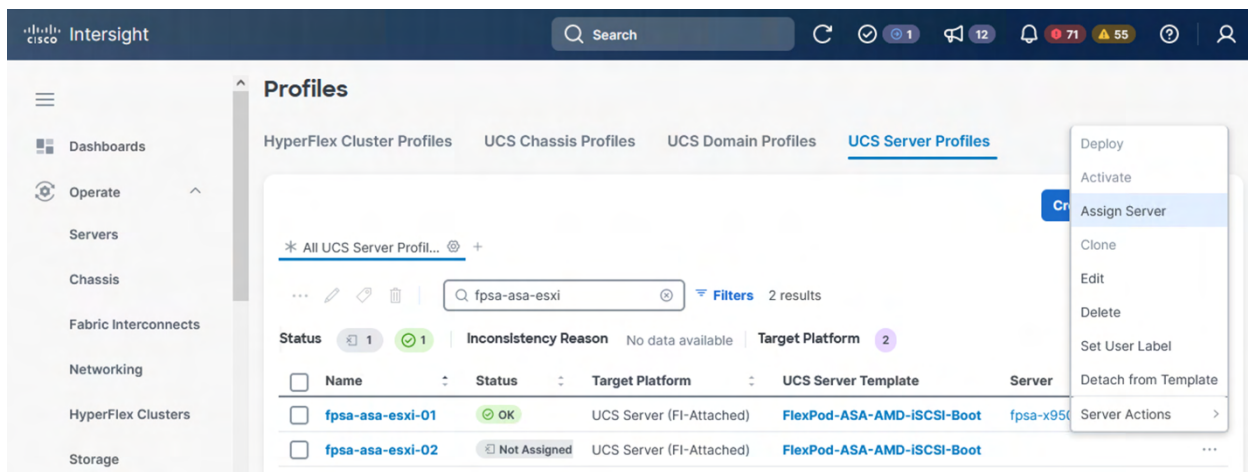 cisco Intersight
Search
1
12
71
55
Profiles
HyperFlex Cluster Profiles UCS Chassis Profiles UCS Domain Profiles UCS Server Profiles
Dashboards
Operate
Servers
Chassis
Fabric Interconnects
Networking
HyperFlex Clusters
Storage
Cr
* All UCS Server Profil... +
... fpsa-asa-esxi Filters 2 results
Status 1 1 Inconsistency Reason No data available Target Platform 2
Name Status Target Platform UCS Server Template Server
fpsa-asa-esxi-01 OK UCS Server (FI-Attached) FlexPod-ASA-AMD-iSCSI-Boot fpsa-x950
fpsa-asa-esxi-02 Not Assigned UCS Server (FI-Attached) FlexPod-ASA-AMD-iSCSI-Boot ...
Deploy
Activate
Assign Server
Clone
Edit
Delete
Set User Label
Detach from Template
Server Actions >